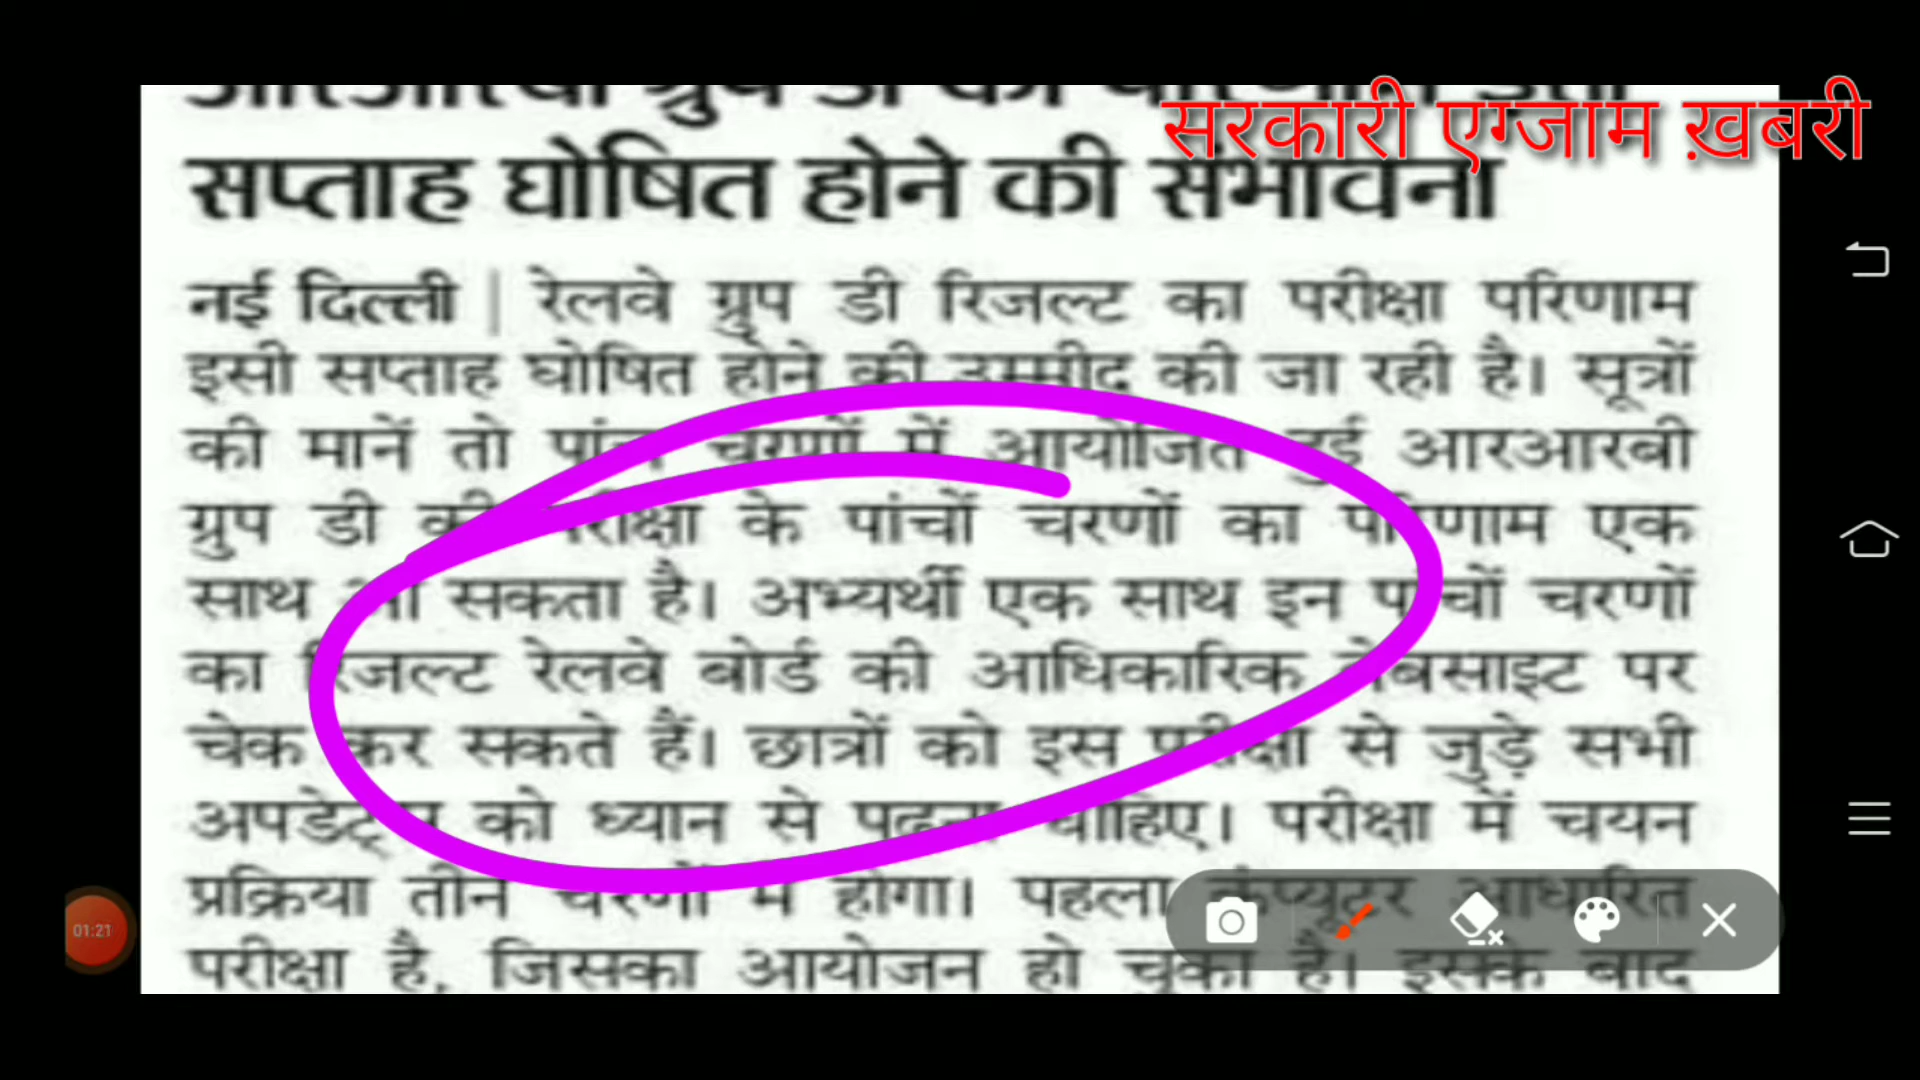 सरकारी एग्जाम ख़बरी
सप्ताह घोषित होने की संभावना
नई दिल्ली | रेलवे ग्रुप डी रिजल्ट का परीक्षा परिणाम
इसी सप्ताह घोषित होने की उम्मीद की जा रही है। सूत्रों
की मानें तो चरणों में आयोजित हुई आरआरबी
ग्रुप डी की परीक्षा के पांचों चरणों का परिणाम एक
साथ सकता है। अभ्यर्थी एक साथ इन पांचों चरणों
का रिजल्ट रेलवे बोर्ड की आधिकारिक वेबसाइट पर
चेक कर सकते हैं। छात्रों को इस परीक्षा से जुड़े सभी
अपडेट्स को ध्यान से पढ़ना चाहिए। परीक्षा में चयन
प्रक्रिया तीन चरणों में होगा। पहला कंप्यूटर आधारित
परीक्षा है, जिसका आयोजन हो चुका है। इसके बाद
01:21